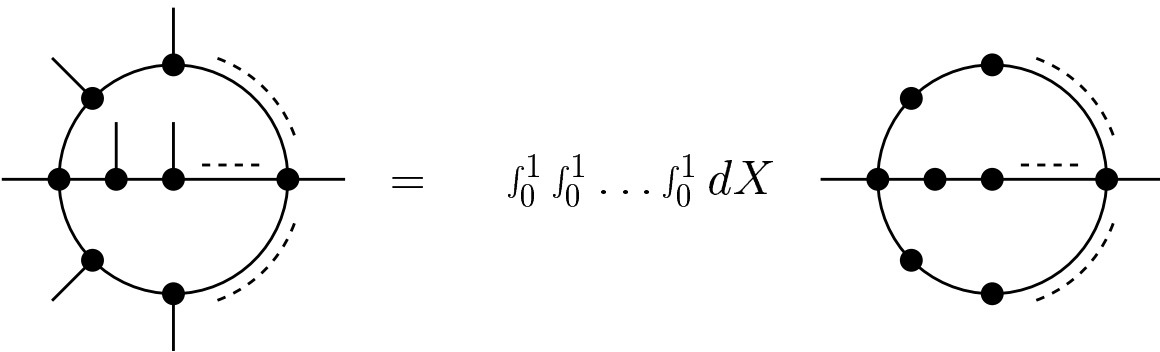 = ∫₀¹ ∫₀¹ ... ∫₀¹ dX